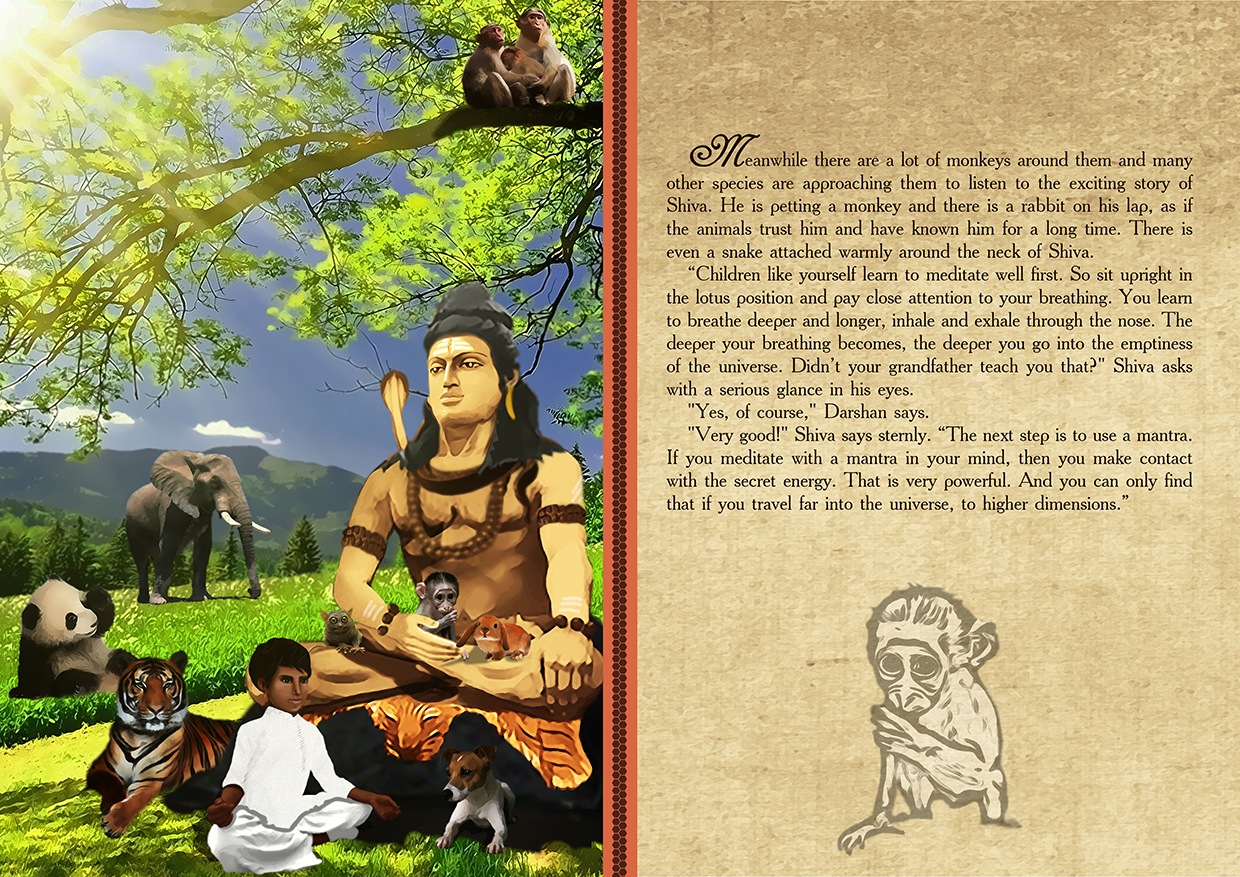 Meanwhile there are a lot of monkeys around them and many
other species are approaching them to listen to the exciting story of
Shiva. He is petting a monkey and there is a rabbit on his lap, as if
the animals trust him and have known him for a long time. There is
even a snake attached warmly around the neck of Shiva.
“Children like yourself learn to meditate well first. So sit upright in
the lotus position and pay close attention to your breathing. You learn
to breathe deeper and longer, inhale and exhale through the nose. The
deeper your breathing becomes, the deeper you go into the emptiness
of the universe. Didn’t your grandfather teach you that?" Shiva asks
with a serious glance in his eyes.
"Yes, of course," Darshan says.
"Very good!" Shiva says sternly. “The next step is to use a mantra.
If you meditate with a mantra in your mind, then you make contact
with the secret energy. That is very powerful. And you can only find
that if you travel far into the universe, to higher dimensions.”